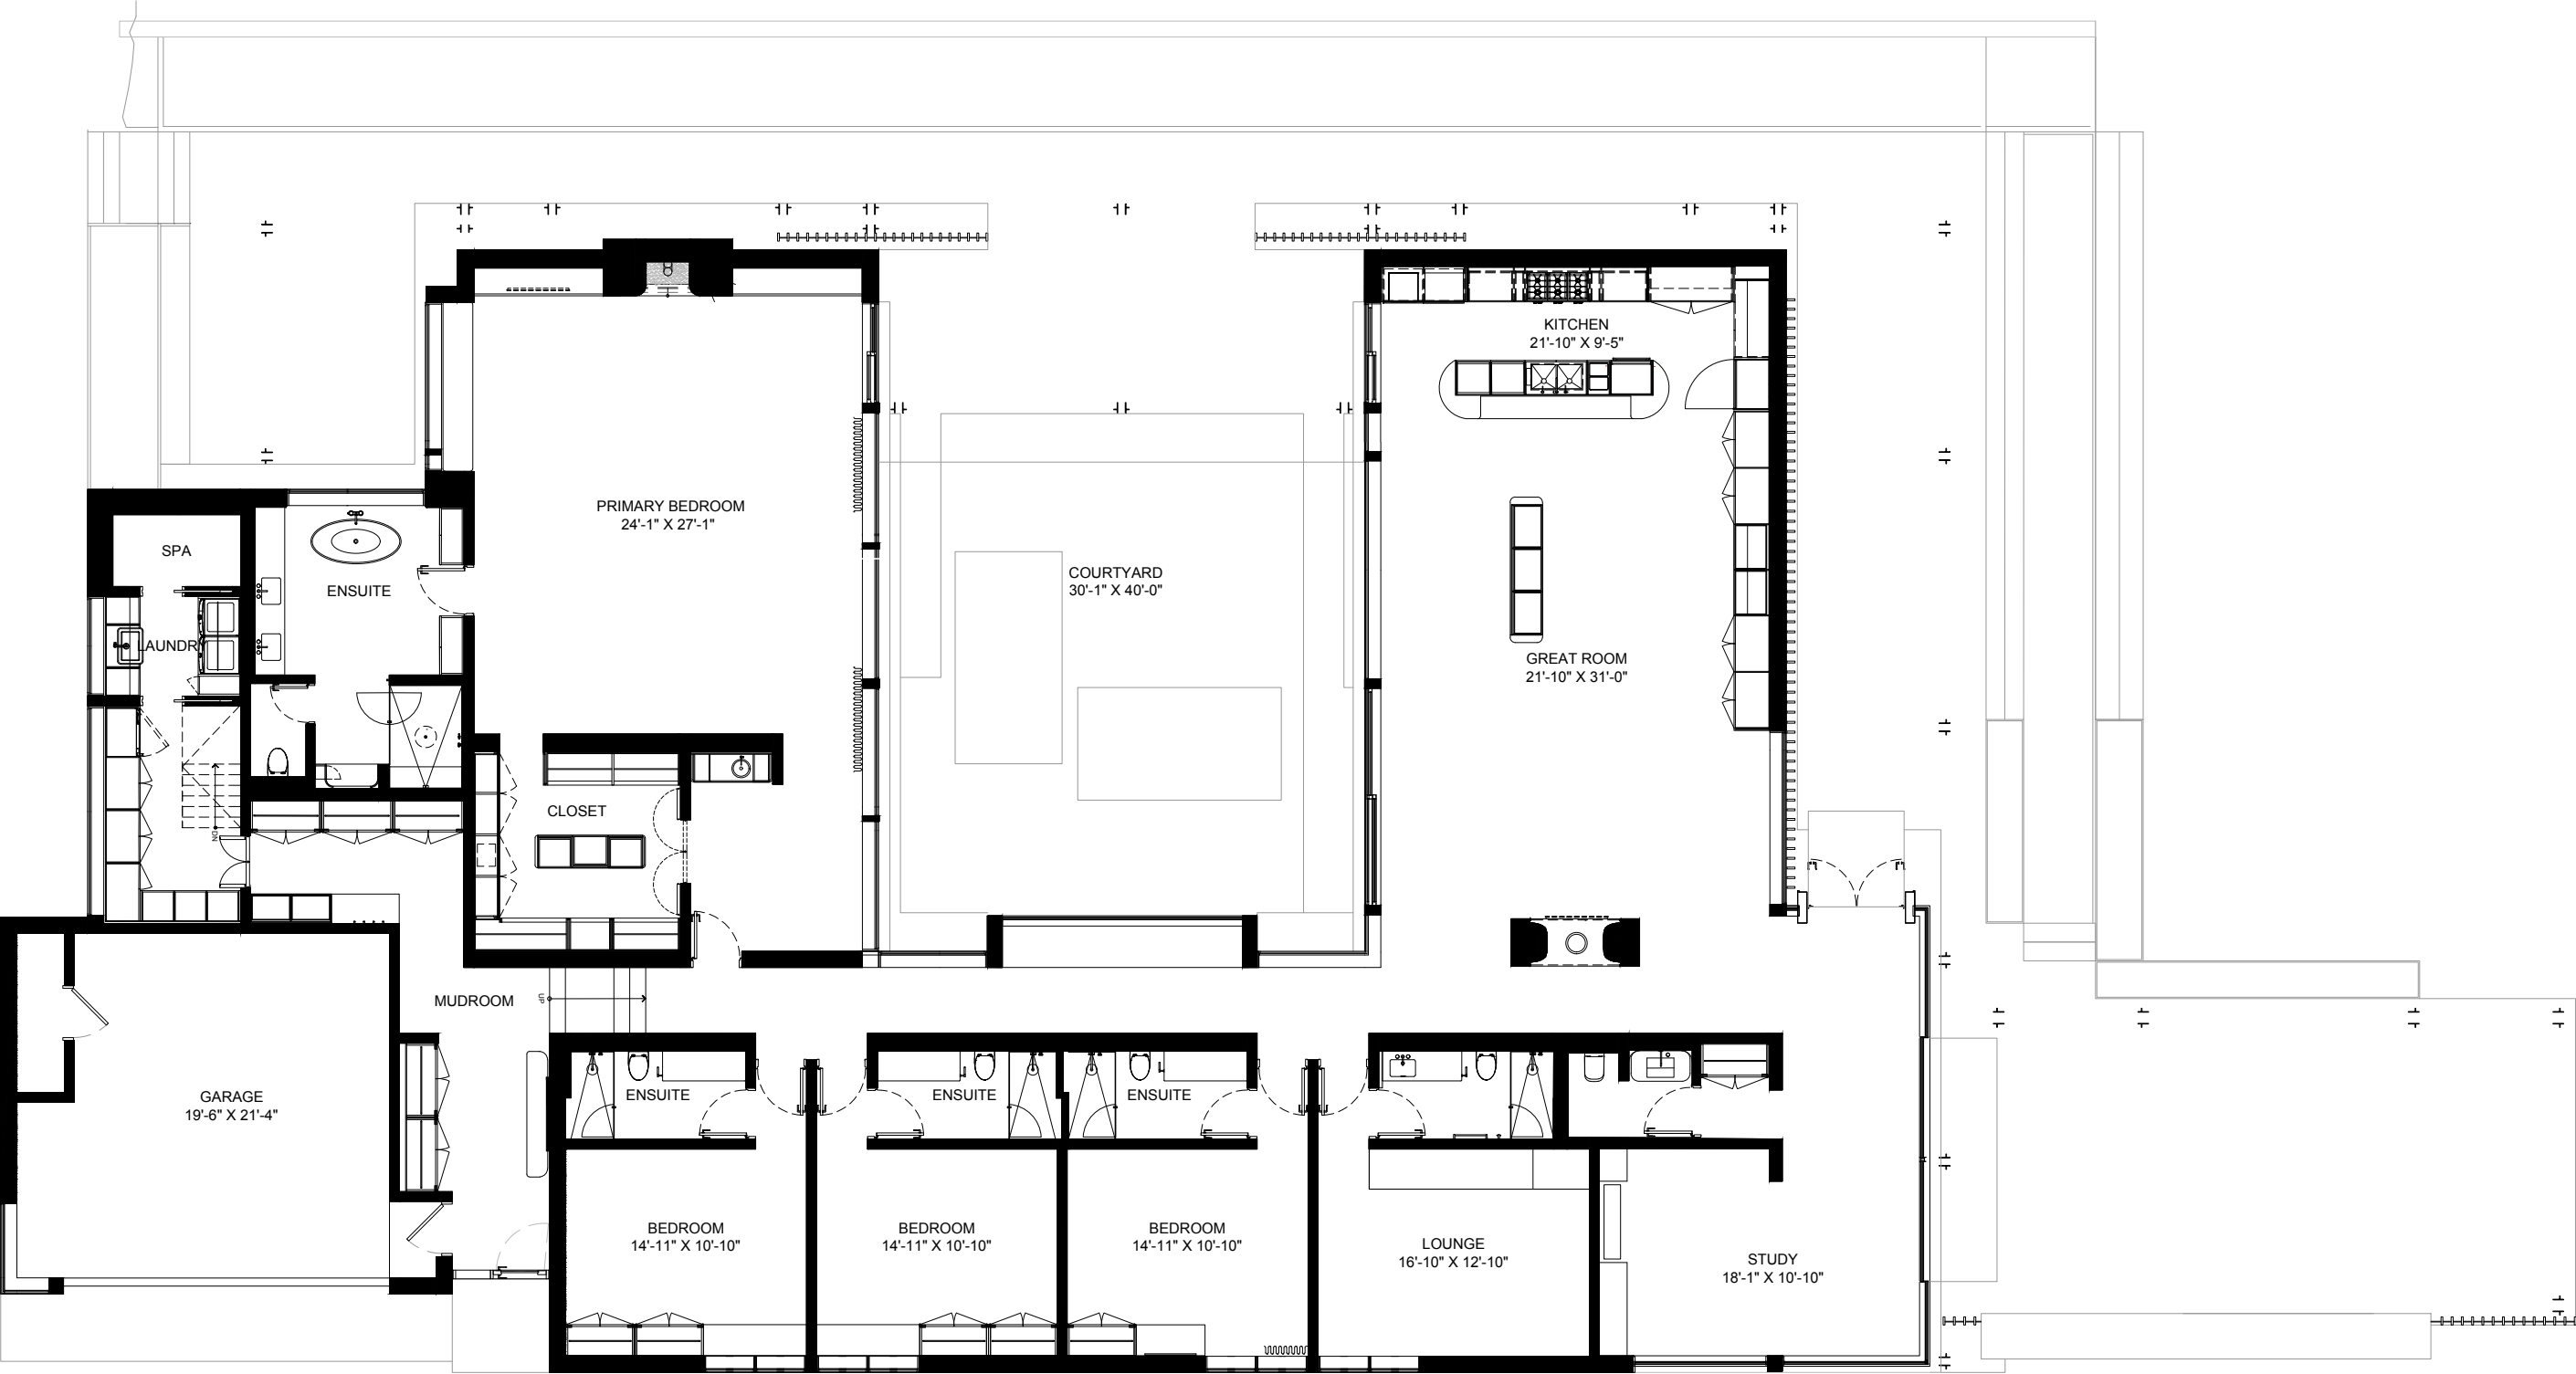 KITCHEN
21'-10" X 9'-5"
PRIMARY BEDROOM
24'-1" X 27'-1"
SPA
COURTYARD
30'-1" X 40'-0"
ENSUITE
LAUNDRY
GREAT ROOM
21'-10" X 31'-0"
CLOSET
DN
MUDROOM
UP
GARAGE
19'-6" X 21'-4"
ENSUITE
ENSUITE
ENSUITE
BEDROOM
14'-11" X 10'-10"
BEDROOM
14'-11" X 10'-10"
BEDROOM
14'-11" X 10'-10"
LOUNGE
16'-10" X 12'-10"
STUDY
18'-1" X 10'-10"